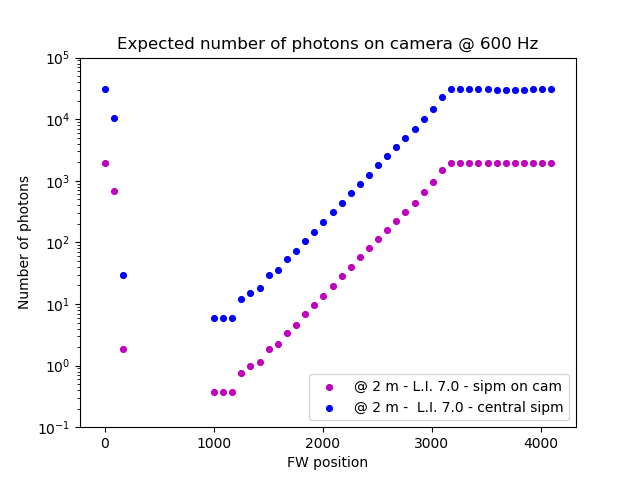 Expected number of photons on camera @ 600 Hz
Number of photons
10^5
10^4
10^3
10^2
10^1
10^0
10^−1
@ 2 m - L.I. 7.0 - sipm on cam
@ 2 m -  L.I. 7.0 - central sipm
0 1000 2000 3000 4000
FW position